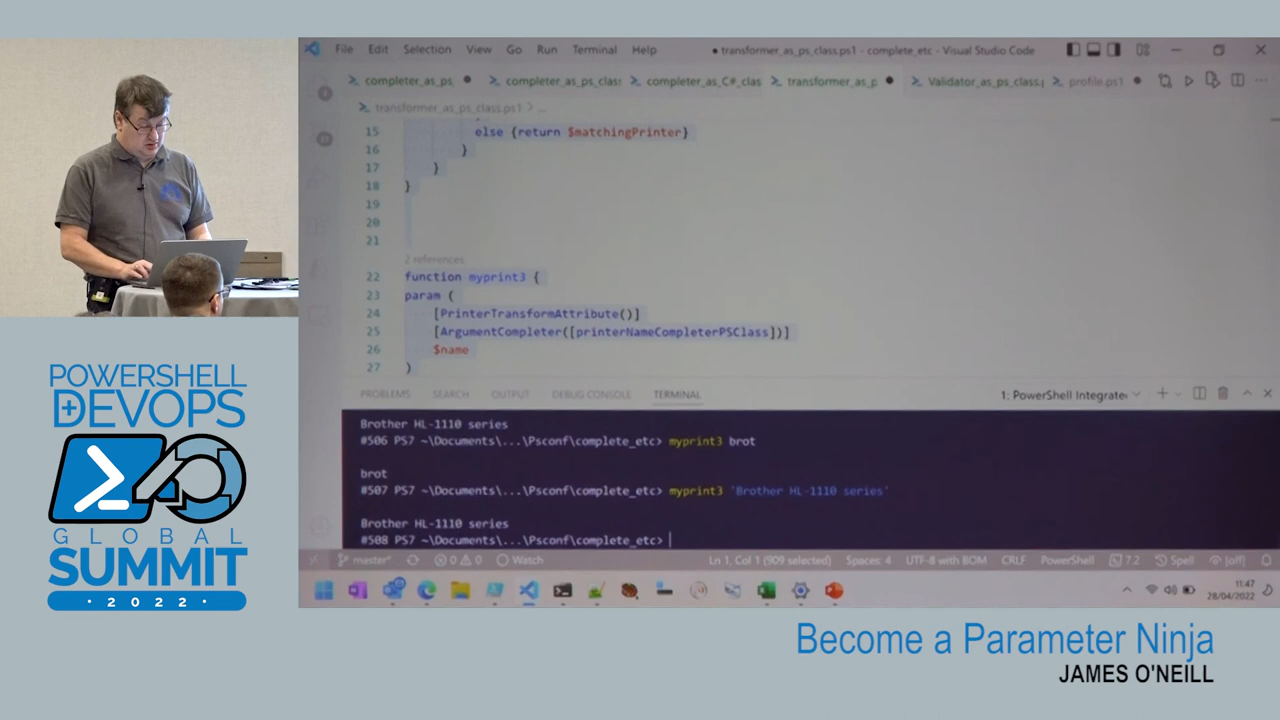 File Edit Selection View Go Run Terminal Help
• transformer_as_ps_class.ps1 - complete_etc - Visual Studio Code
completer_as_ps.
completer_as_ps_class
completer_as_C#_clas
transformer_as_p
Validator_as_ps_class.p
profile.ps1
transformer_as_ps_class.ps1 > ...
15 else {return $matchingPrinter}
16 }
17 }
18 }
19
20
21
2 references
22 function myprint3 {
23 param (
24 [PrinterTransformAttribute()]
25 [ArgumentCompleter([printerNameCompleterPSClass])]
26 $name
27 )
PROBLEMS SEARCH OUTPUT DEBUG CONSOLE TERMINAL 1: PowerShell Integrate
Brother HL-1110 series
#506 PS7 ~\Documents\...\Psconf\complete_etc> myprint3 brot
brot
#507 PS7 ~\Documents\...\Psconf\complete_etc> myprint3 'Brother HL-1110 series'
Brother HL-1110 series
#508 PS7 ~\Documents\...\Psconf\complete_etc>
master* 0 0 Watch Ln 1, Col 1 (909 selected) Spaces: 4 UTF-8 with BOM CRLF PowerShell 7.2 Spell (off)
11:47
28/04/2022
POWERSHELL
+DEVOPS
GLOBAL
SUMMIT
· 2022 ·
Become a Parameter Ninja
JAMES O'NEILL